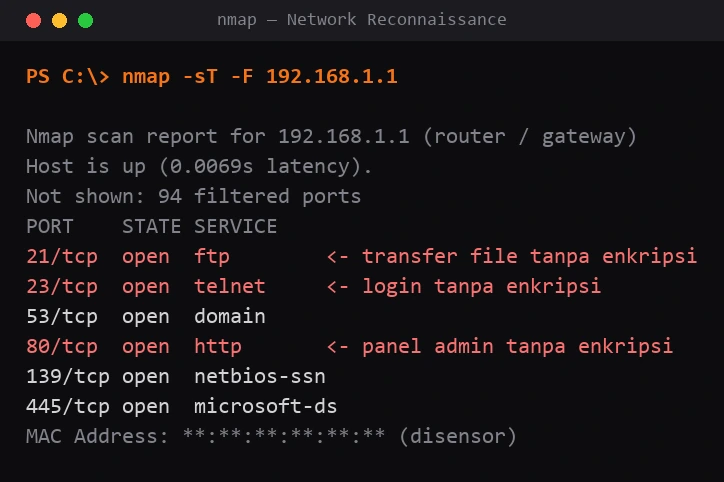 nmap — Network Reconnaissance
PS C:\> nmap -sT -F 192.168.1.1
Nmap scan report for 192.168.1.1 (router / gateway)
Host is up (0.0069s latency).
Not shown: 94 filtered ports
PORT    STATE SERVICE
21/tcp  open  ftp        <- transfer file tanpa enkripsi
23/tcp  open  telnet     <- login tanpa enkripsi
53/tcp  open  domain
80/tcp  open  http       <- panel admin tanpa enkripsi
139/tcp open  netbios-ssn
445/tcp open  microsoft-ds
MAC Address: **:**:**:**:**:** (disensor)